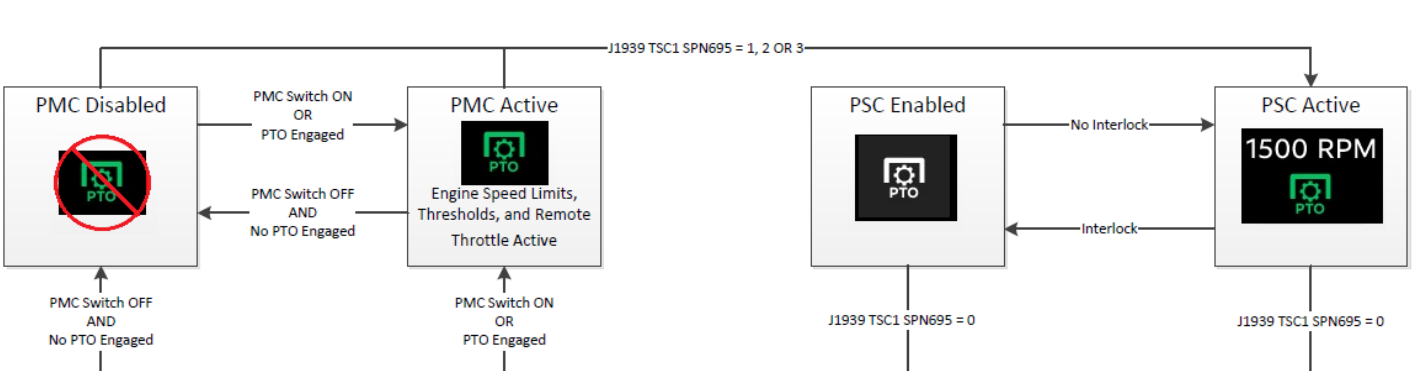 J1939 TSC1 SPN695 = 1, 2 OR 3
PMC Disabled
PTO
PMC Switch ON
OR
PTO Engaged
PMC Switch OFF
AND
No PTO Engaged
PMC Active
PTO
Engine Speed Limits,
Thresholds, and Remote
Throttle Active
PSC Enabled
PTO
No Interlock
Interlock
PSC Active
1500 RPM
PTO
PMC Switch OFF
AND
No PTO Engaged
PMC Switch ON
OR
PTO Engaged
J1939 TSC1 SPN695 = 0
J1939 TSC1 SPN695 = 0